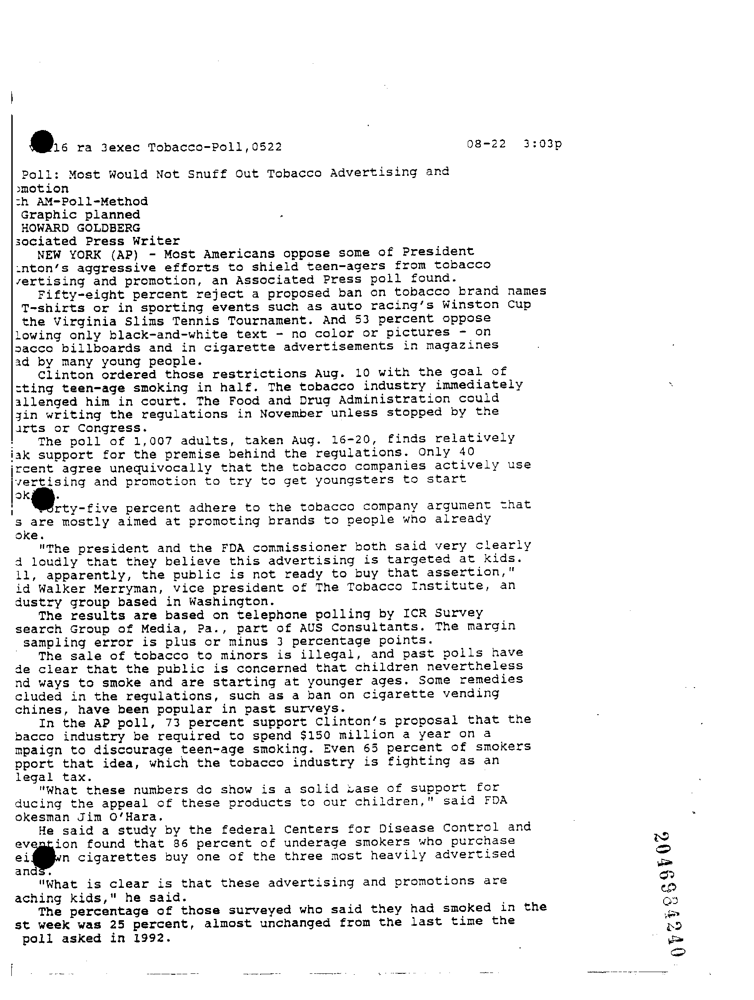 16 ra 3exec Tobacco-Poll,0522 08-22 3:03p
Poll: Most Would Not Snuff Out Tobacco Advertising and
motion
ch AM-Poll-Method
Graphic planned
HOWARD GOLDBERG
sociated Press Writer
NEW YORK (AP) - Most Americans oppose some of President
inton's aggressive efforts to shield teen-agers from tobacco
vertising and promotion, an Associated Press poll found.
Fifty-eight percent reject a proposed ban on tobacco brand names
T-shirts or in sporting events such as auto racing's Winston Cup
the Virginia Slims Tennis Tournament. And 53 percent oppose
lowing only black-and-white text - no color or pictures - on
bacco billboards and in cigarette advertisements in magazines
ad by many young people.
Clinton ordered those restrictions Aug. 10 with the goal of
tting teen-age smoking in half. The tobacco industry immediately
allenged him in court. The Food and Drug Administration could
gin writing the regulations in November unless stopped by the
urts or Congress.
The poll of 1,007 adults, taken Aug. 16-20, finds relatively
ak support for the premise behind the regulations. Only 40
rcent agree unequivocally that the tobacco companies actively use
vertising and promotion to try to get youngsters to start
ok .
orty-five percent adhere to the tobacco company argument that
s are mostly aimed at promoting brands to people who already
oke.
"The president and the FDA commissioner both said very clearly
d loudly that they believe this advertising is targeted at kids.
ll, apparently, the public is not ready to buy that assertion,"
id Walker Merryman, vice president of The Tobacco Institute, an
dustry group based in Washington.
The results are based on telephone polling by ICR Survey
search Group of Media, Pa., part of AUS Consultants. The margin
sampling error is plus or minus 3 percentage points.
The sale of tobacco to minors is illegal, and past polls have
de clear that the public is concerned that children nevertheless
nd ways to smoke and are starting at younger ages. Some remedies
cluded in the regulations, such as a ban on cigarette vending
chines, have been popular in past surveys.
In the AP poll, 73 percent support Clinton's proposal that the
bacco industry be required to spend $150 million a year on a
mpaign to discourage teen-age smoking. Even 65 percent of smokers
pport that idea, which the tobacco industry is fighting as an
legal tax.
"What these numbers do show is a solid base of support for
ducing the appeal of these products to our children," said FDA
okesman Jim O'Hara.
He said a study by the federal Centers for Disease Control and
evention found that 86 percent of underage smokers who purchase
ei wn cigarettes buy one of the three most heavily advertised
ands.
"What is clear is that these advertising and promotions are
aching kids," he said.
The percentage of those surveyed who said they had smoked in the
st week was 25 percent, almost unchanged from the last time the
poll asked in 1992.
2046984240